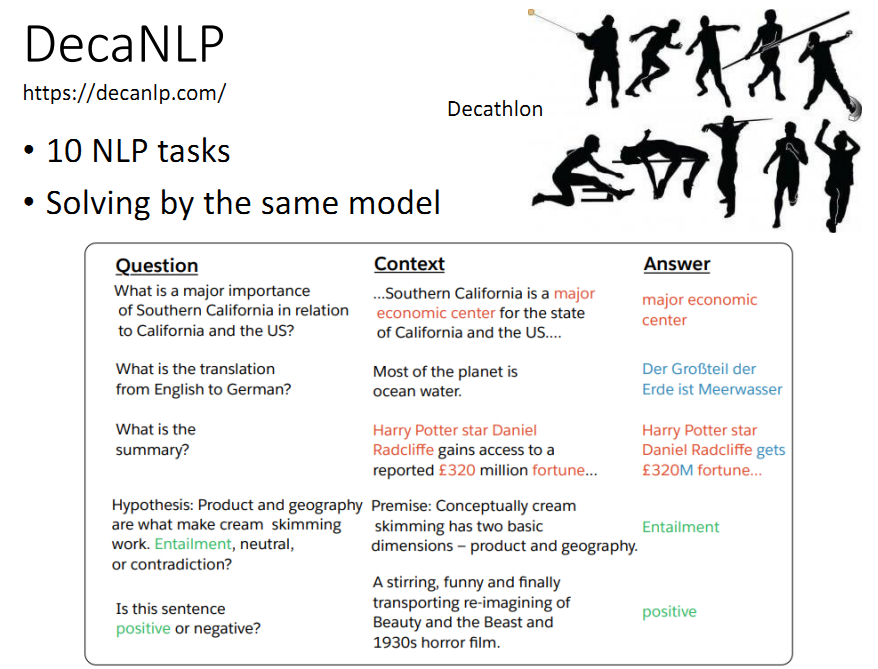 DecaNLP
https://decanlp.com/
Decathlon
• 10 NLP tasks
• Solving by the same model
Question
Context
Answer
What is a major importance
of Southern California in relation
to California and the US?
...Southern California is a major
economic center for the state
of California and the US....
major economic
center
What is the translation
from English to German?
Most of the planet is
ocean water.
Der Großteil der
Erde ist Meerwasser
What is the
summary?
Harry Potter star Daniel
Radcliffe gains access to a
reported £320 million fortune...
Harry Potter star
Daniel Radcliffe gets
£320M fortune...
Hypothesis: Product and geography
are what make cream skimming
work. Entailment, neutral,
or contradiction?
Premise: Conceptually cream
skimming has two basic
dimensions – product and geography.
Entailment
Is this sentence
positive or negative?
A stirring, funny and finally
transporting re-imagining of
Beauty and the Beast and
1930s horror film.
positive